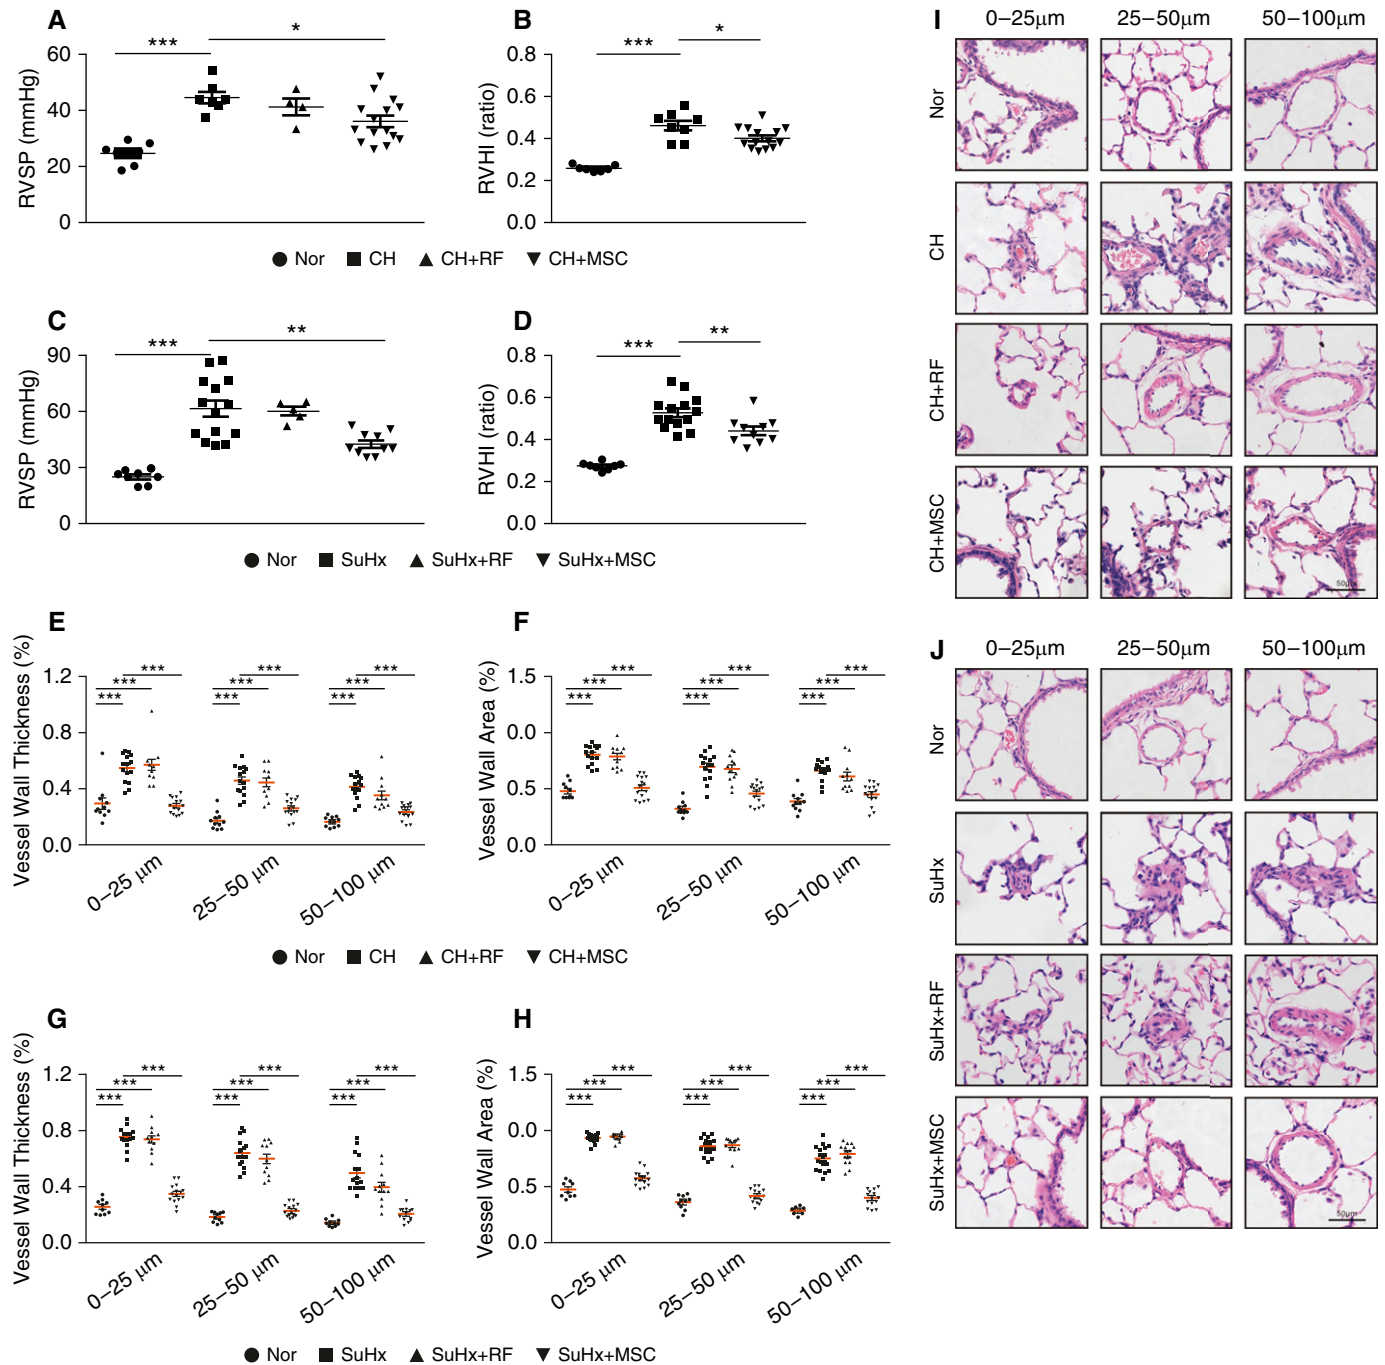 A
***
*
RVSP (mmHg)
60
40
20
0
B
***
*
RVHI (ratio)
0.8
0.6
0.4
0.2
0.0
Nor CH CH+RF CH+MSC
C
***
**
RVSP (mmHg)
90
60
30
0
D
***
**
RVHI (ratio)
0.8
0.6
0.4
0.2
0.0
Nor SuHx SuHx+RF SuHx+MSC
E
Vessel Wall Thickness (%)
1.2
0.8
0.4
0.0
*** *** ***
*** *** ***
*** *** ***
0–25 μm
25–50 μm
50–100 μm
F
Vessel Wall Area (%)
1.5
0.0
0.5
0.0
*** *** ***
*** *** ***
*** *** ***
0–25 μm
25–50 μm
50–100 μm
Nor CH CH+RF CH+MSC
G
Vessel Wall Thickness (%)
1.2
0.8
0.4
0.0
*** *** ***
*** *** ***
*** *** ***
0–25 μm
25–50 μm
50–100 μm
H
Vessel Wall Area (%)
1.5
0.0
0.5
0.0
*** *** ***
*** *** ***
*** *** ***
0–25 μm
25–50 μm
50–100 μm
Nor SuHx SuHx+RF SuHx+MSC
I
0–25μm 25–50μm 50–100μm
Nor
CH
CH+RF
CH+MSC
50μm
J
0–25μm 25–50μm 50–100μm
Nor
SuHx
SuHx+RF
SuHx+MSC
50μm